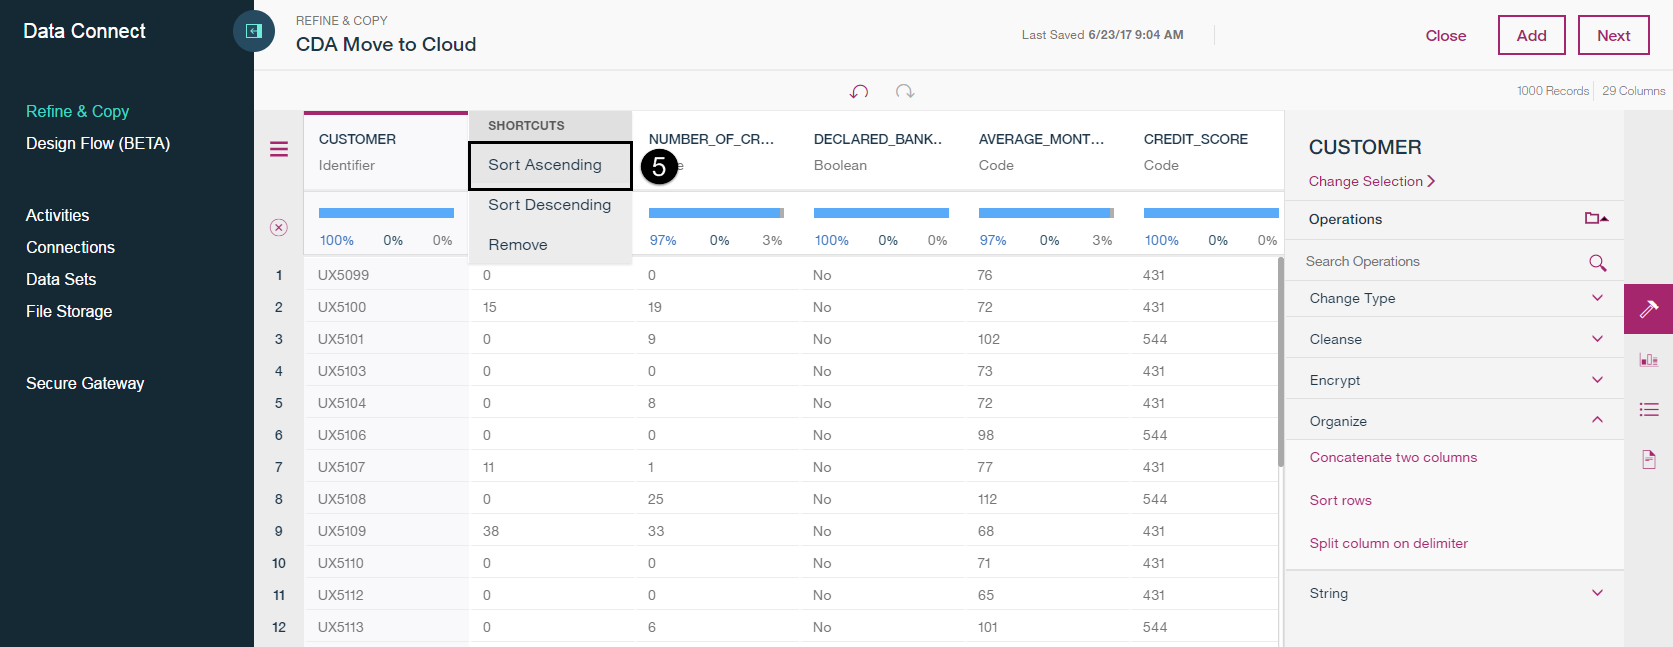 Data Connect
Refine & Copy
Design Flow (BETA)
Activities
Connections
Data Sets
File Storage
Secure Gateway
REFINE & COPY
CDA Move to Cloud
Last Saved 6/23/17 9:04 AM
Close
Add
Next
1000 Records
29 Columns
CUSTOMER
Identifier
SHORTCUTS
Sort Ascending
Sort Descending
Remove
5
NUMBER_OF_CR...
DECLARED_BANK..
Boolean
AVERAGE_MONT...
Code
CREDIT_SCORE
Code
100% 0% 0%
97% 0% 3%
100% 0% 0%
97% 0% 3%
100% 0% 0%
1 UX5099 0 0 No 76 431
2 UX5100 15 19 No 72 431
3 UX5101 0 9 No 102 544
4 UX5103 0 0 No 73 431
5 UX5104 0 8 No 72 431
6 UX5106 0 0 No 98 544
7 UX5107 11 1 No 77 431
8 UX5108 0 25 No 112 544
9 UX5109 38 33 No 68 431
10 UX5110 0 0 No 71 431
11 UX5112 0 0 No 65 431
12 UX5113 0 6 No 101 544
CUSTOMER
Change Selection
Operations
Search Operations
Change Type
Cleanse
Encrypt
Organize
Concatenate two columns
Sort rows
Split column on delimiter
String